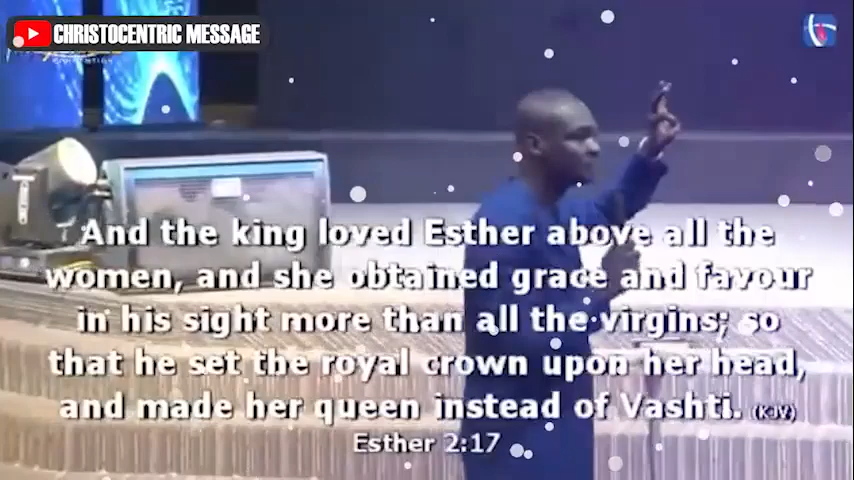 CHRISTOCENTRIC MESSAGE
And the king loved Esther above all the
women, and she obtained grace and favour
in his sight more than all the virgins; so
that he set the royal crown upon her head,
and made her queen instead of Vashti. (KJV)
Esther 2:17